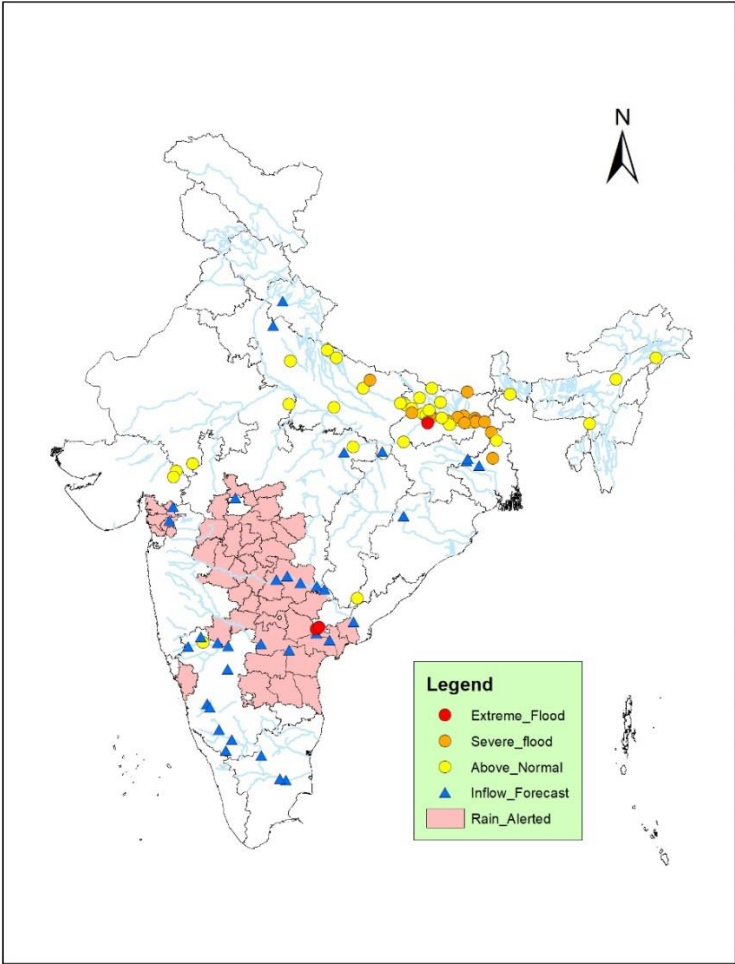 N
Legend
Extreme_Flood
Severe_flood
Above_Normal
Inflow_Forecast
Rain_Alerted